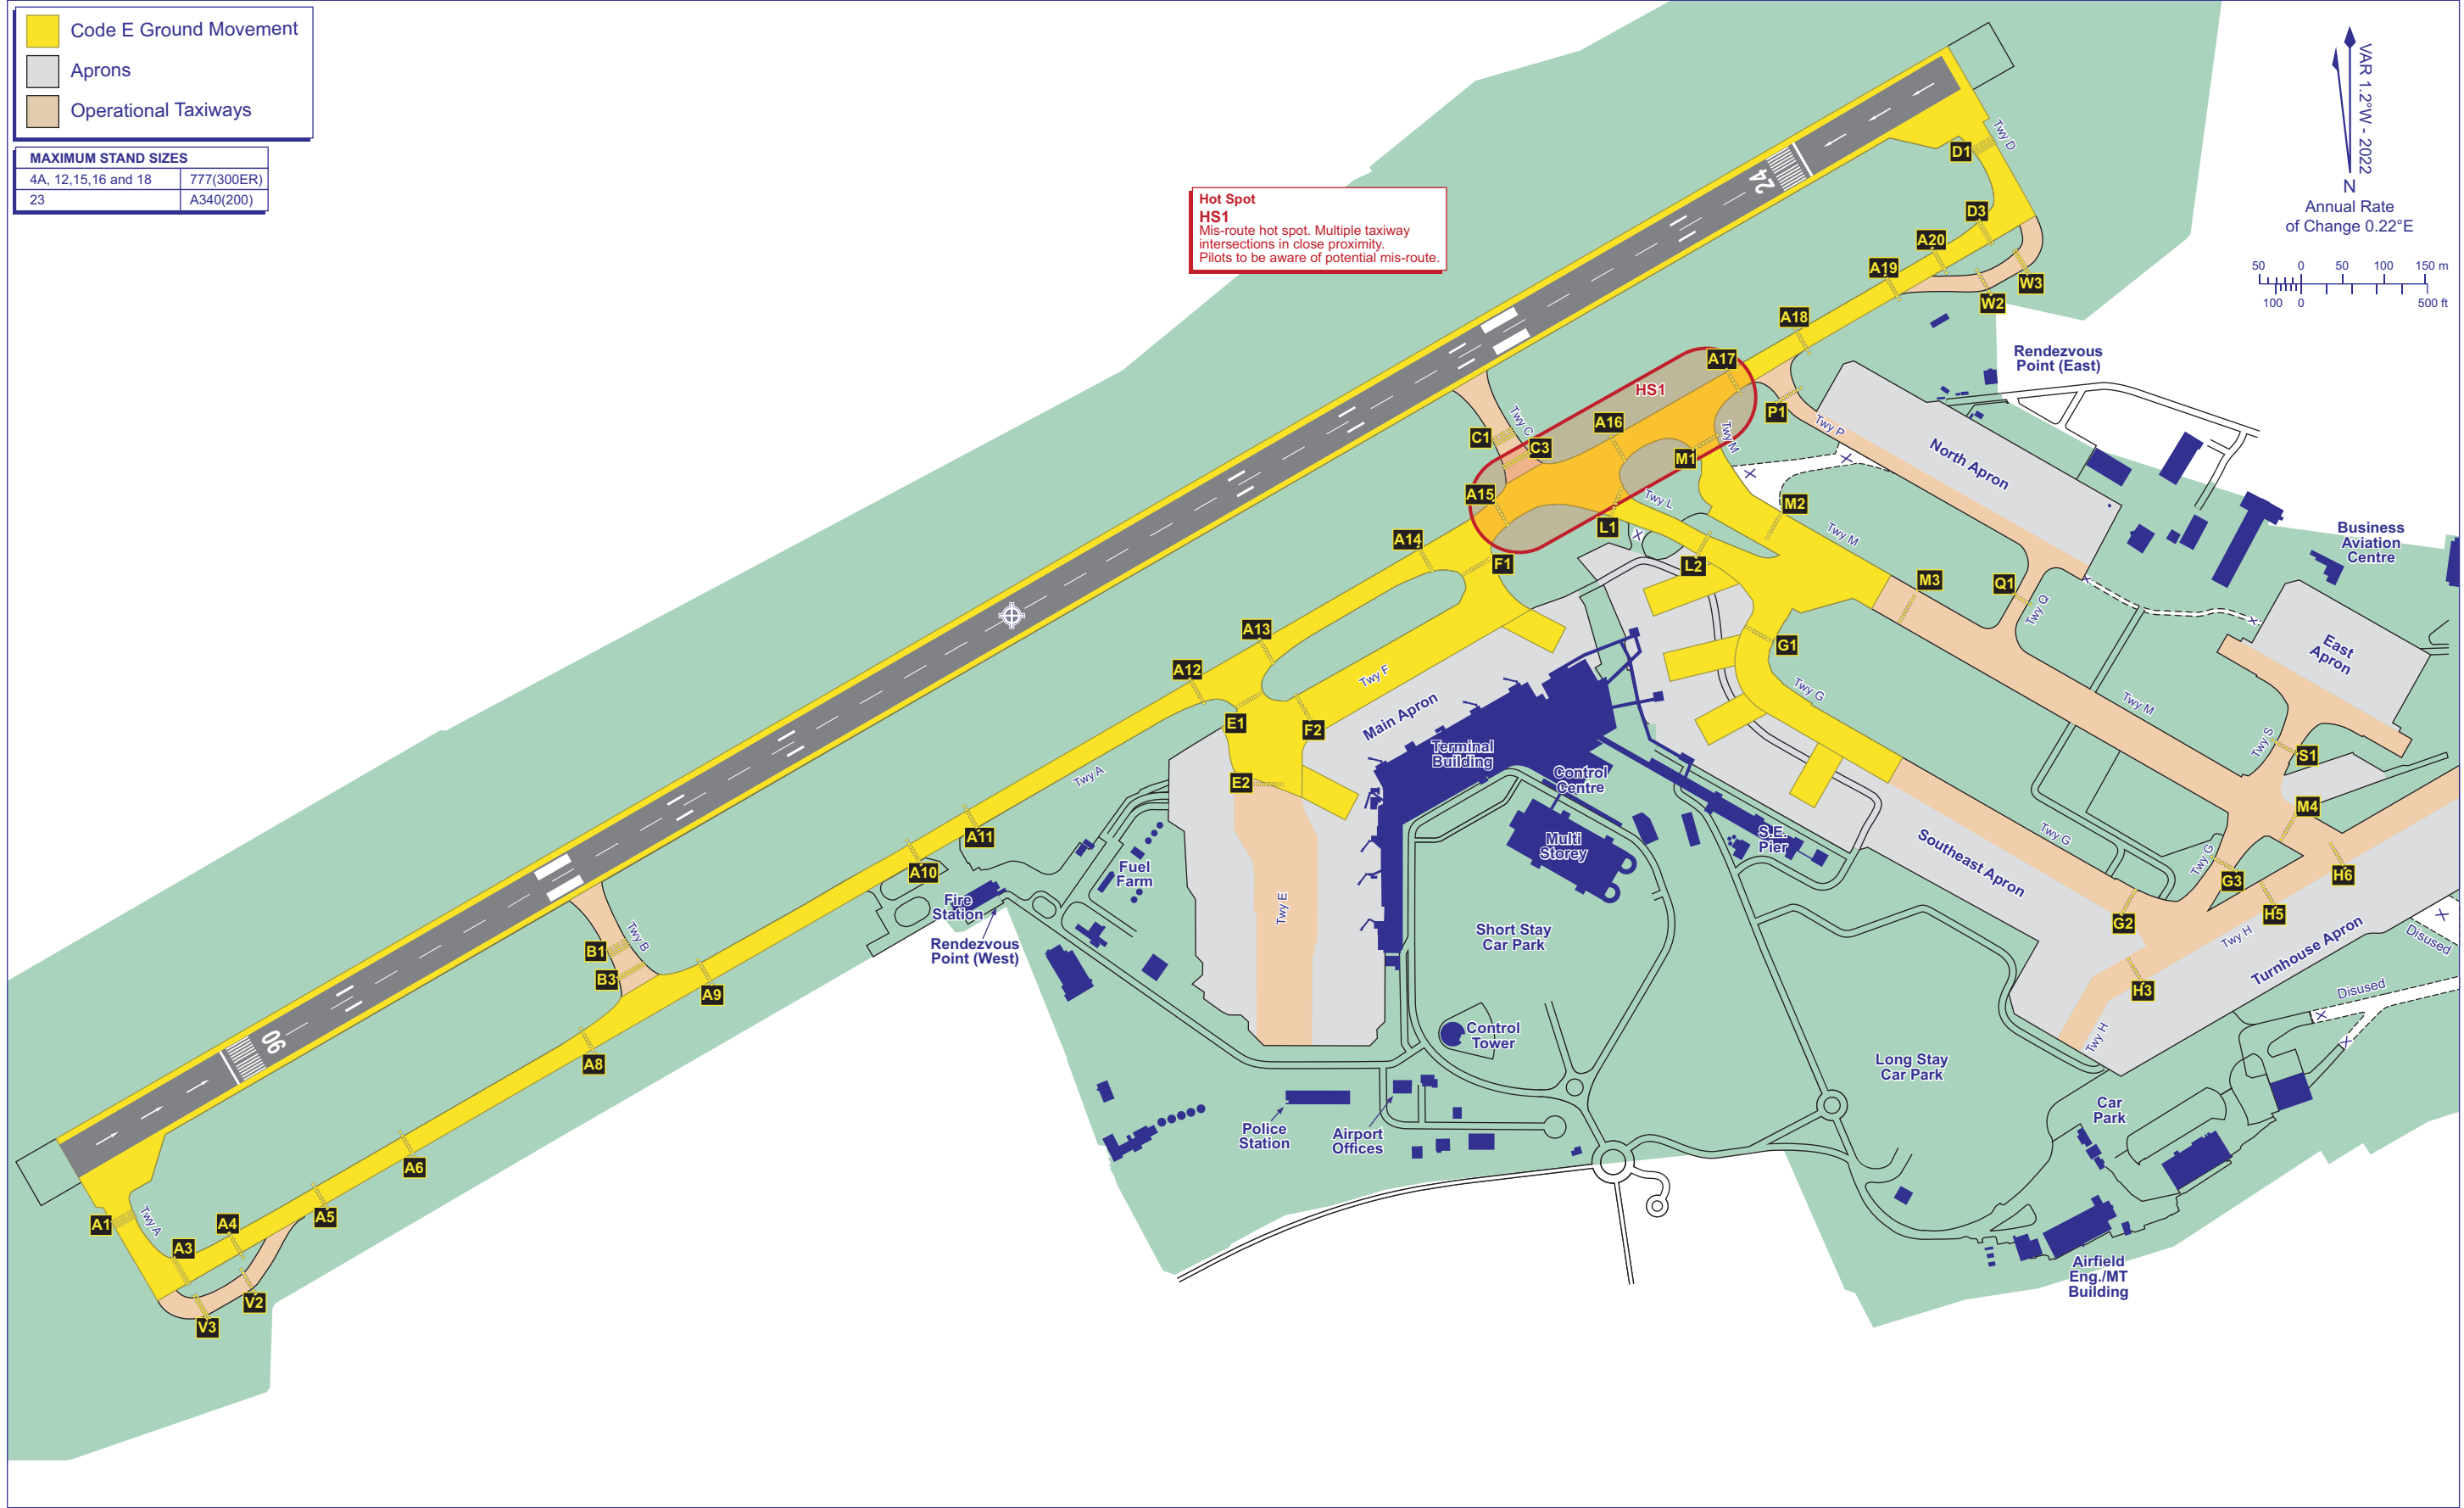 Code E Ground Movement
Aprons
Operational Taxiways
MAXIMUM STAND SIZES
4A, 12,15,16 and 18 777(300ER)
23 A340(200)
Hot Spot
HS1
Mis-route hot spot. Multiple taxiway
intersections in close proximity.
Pilots to be aware of potential mis-route.
VAR 1.2°W - 2022
N
Annual Rate
of Change 0.22°E
50 0 50 100 150 m
100 0 500 ft
24
Twy D
D1
D3
A20
A19
W3
W2
A18
Rendezvous
Point (East)
A17
HS1
P1
Twy P
A16
Twy C
C1
C3
Twy M
M1
North Apron
X
X
A15
Twy L
M2
L1
X
Twy M
Business
Aviation
Centre
A14
F1
L2
M3
Q1
X
Twy Q
X
A13
G1
East
Apron
A12
Twy F
Twy G
Main Apron
Twy M
E1
F2
Terminal
Building
Twy S
S1
Twy A
E2
Control
Centre
M4
A11
Multi
Storey
S.E.
Pier
Twy G
Southeast Apron
Twy G
A10
Fuel
Farm
G3
H6
Fire
Station
Twy E
G2
H5
X
Disused
Rendezvous
Point (West)
Short Stay
Car Park
Twy H
Turnhouse Apron
Twy B
B1
B3
A9
H3
Disused
X
X
06
Control
Tower
Twy H
A8
Long Stay
Car Park
Car
Park
Police
Station
Airport
Offices
A6
A5
A1
Twy A
A4
A3
V2
V3
Airfield
Eng./MT
Building